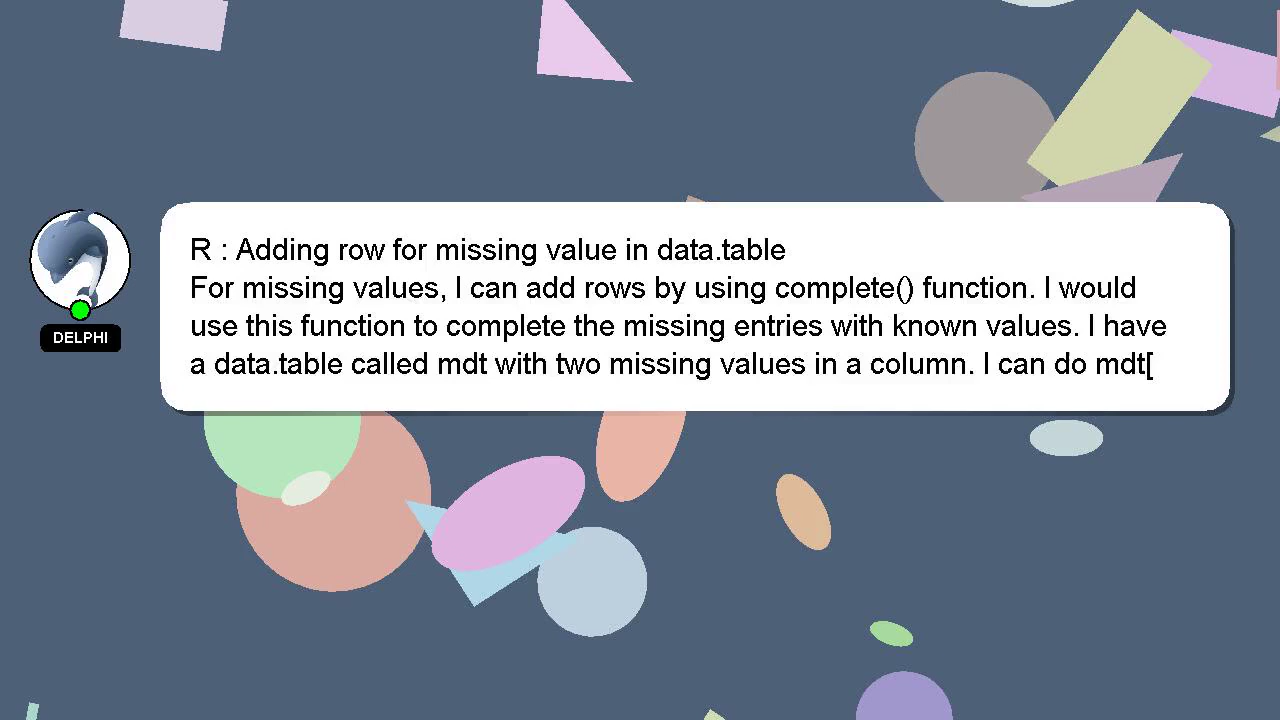 R : Adding row for missing value in data.table
For missing values, I can add rows by using complete() function. I would
use this function to complete the missing entries with known values. I have
a data.table called mdt with two missing values in a column. I can do mdt[
DELPHI